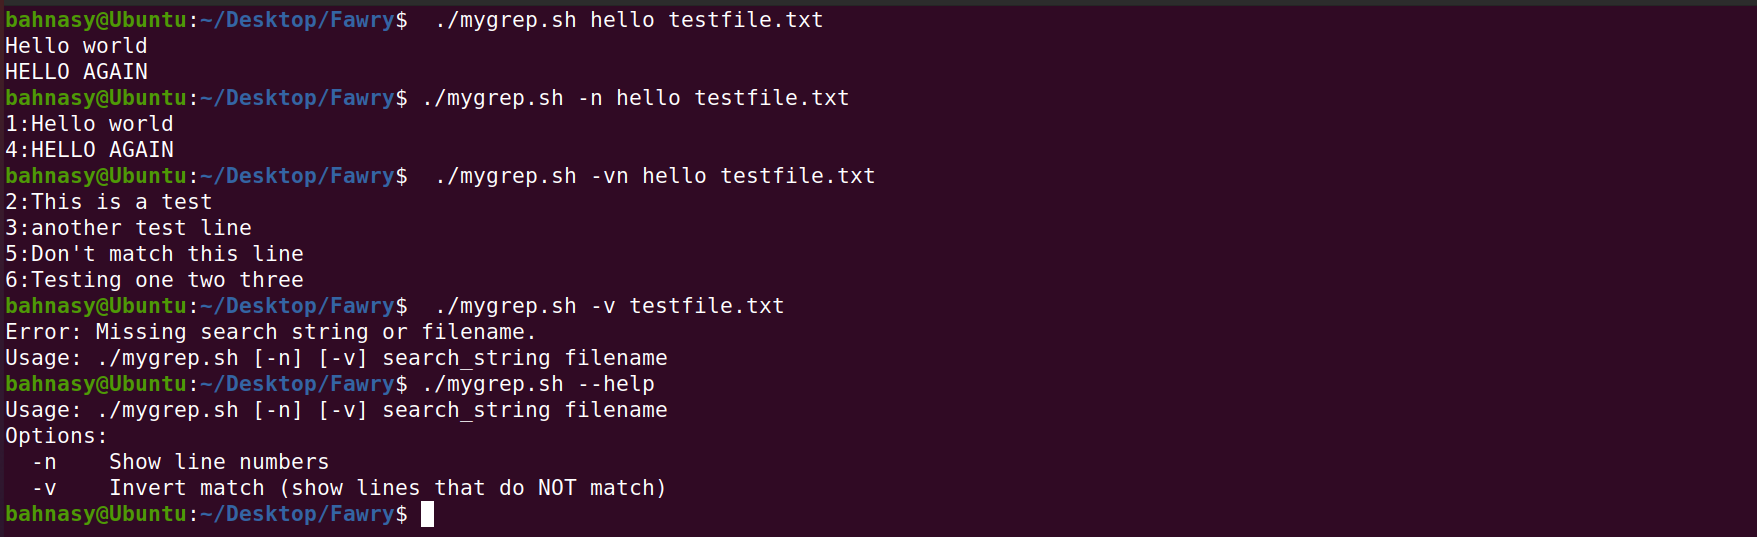 bahnasy@Ubuntu:~/Desktop/Fawry$  ./mygrep.sh hello testfile.txt
Hello world
HELLO AGAIN
bahnasy@Ubuntu:~/Desktop/Fawry$ ./mygrep.sh -n hello testfile.txt
1:Hello world
4:HELLO AGAIN
bahnasy@Ubuntu:~/Desktop/Fawry$  ./mygrep.sh -vn hello testfile.txt
2:This is a test
3:another test line
5:Don't match this line
6:Testing one two three
bahnasy@Ubuntu:~/Desktop/Fawry$  ./mygrep.sh -v testfile.txt
Error: Missing search string or filename.
Usage: ./mygrep.sh [-n] [-v] search_string filename
bahnasy@Ubuntu:~/Desktop/Fawry$ ./mygrep.sh --help
Usage: ./mygrep.sh [-n] [-v] search_string filename
Options:
  -n    Show line numbers
  -v    Invert match (show lines that do NOT match)
bahnasy@Ubuntu:~/Desktop/Fawry$